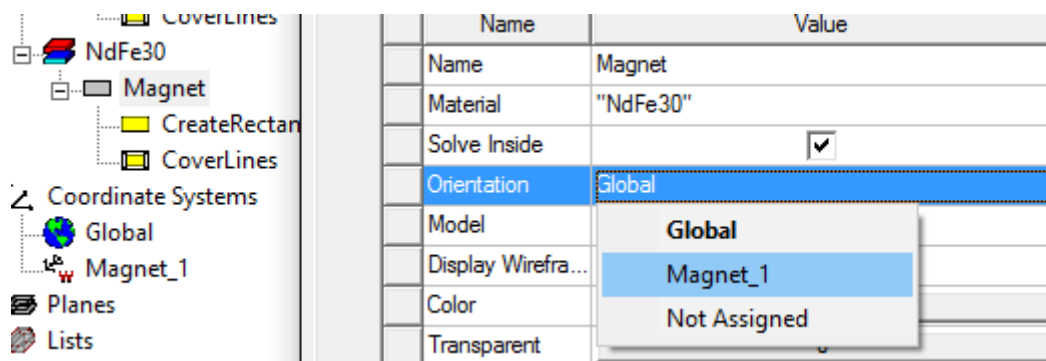 CoverLines
NdFe30
Magnet
CreateRectan
CoverLines
Coordinate Systems
Global
Magnet_1
Planes
Lists
Name Value
Name Magnet
Material "NdFe30"
Solve Inside
Orientation Global
Model Global
Display Wirefra... Magnet_1
Color Not Assigned
Transparent